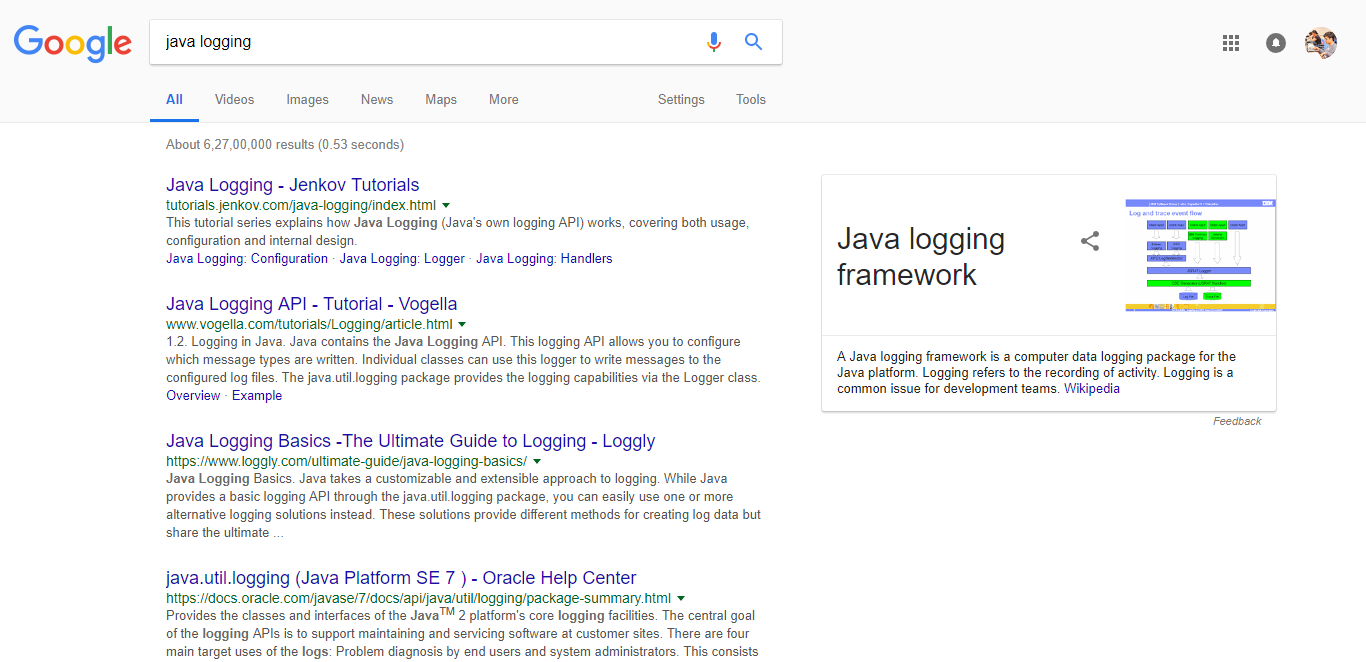 Google
java logging
All Videos Images News Maps More Settings Tools
About 6,27,00,000 results (0.53 seconds)
Java Logging - Jenkov Tutorials
tutorials.jenkov.com/java-logging/index.html
This tutorial series explains how Java Logging (Java's own logging API) works, covering both usage,
configuration and internal design.
Java Logging: Configuration · Java Logging: Logger · Java Logging: Handlers
Java Logging API - Tutorial - Vogella
www.vogella.com/tutorials/Logging/article.html
1.2. Logging in Java. Java contains the Java Logging API. This logging API allows you to configure
which message types are written. Individual classes can use this logger to write messages to the
configured log files. The java.util.logging package provides the logging capabilities via the Logger class.
Overview · Example
Java Logging Basics -The Ultimate Guide to Logging - Loggly
https://www.loggly.com/ultimate-guide/java-logging-basics/
Java Logging Basics. Java takes a customizable and extensible approach to logging. While Java
provides a basic logging API through the java.util.logging package, you can easily use one or more
alternative logging solutions instead. These solutions provide different methods for creating log data but
share the ultimate ...
java.util.logging (Java Platform SE 7 ) - Oracle Help Center
https://docs.oracle.com/javase/7/docs/api/java/util/logging/package-summary.html
Provides the classes and interfaces of the Java™ 2 platform's core logging facilities. The central goal
of the logging APIs is to support maintaining and servicing software at customer sites. There are four
main target uses of the logs: Problem diagnosis by end users and system administrators. This consists
Java logging
framework
Log and trace event flow
A Java logging framework is a computer data logging package for the
Java platform. Logging refers to the recording of activity. Logging is a
common issue for development teams. Wikipedia
Feedback